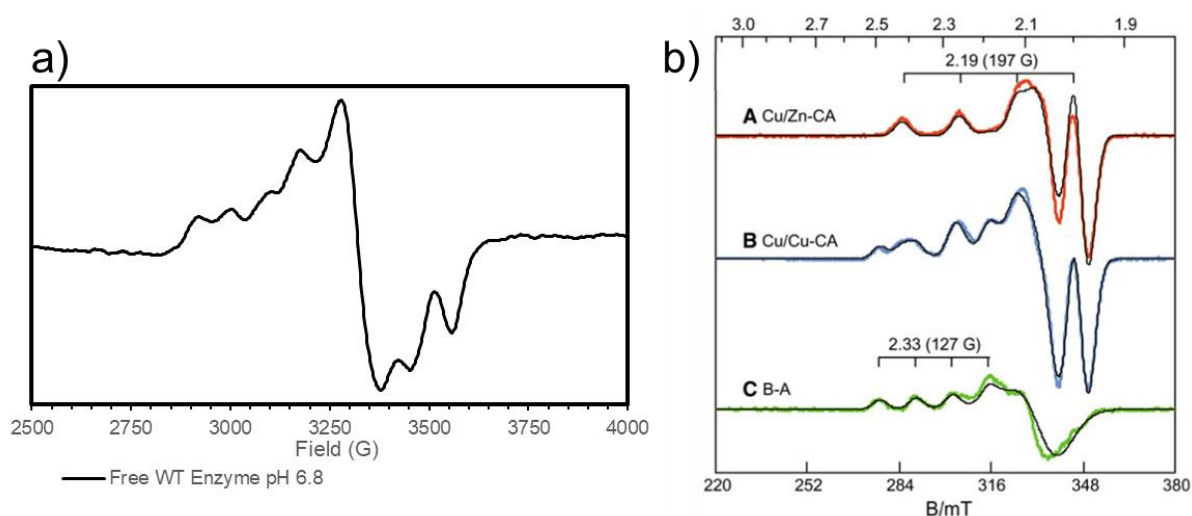 a)
2500 2750 3000 3250 3500 3750 4000
Field (G)
Free WT Enzyme pH 6.8
b)
3.0 2.7 2.5 2.3 2.1 1.9
2.19 (197 G)
A Cu/Zn-CA
B Cu/Cu-CA
2.33 (127 G)
C B-A
220 252 284 316 348 380
B/mT